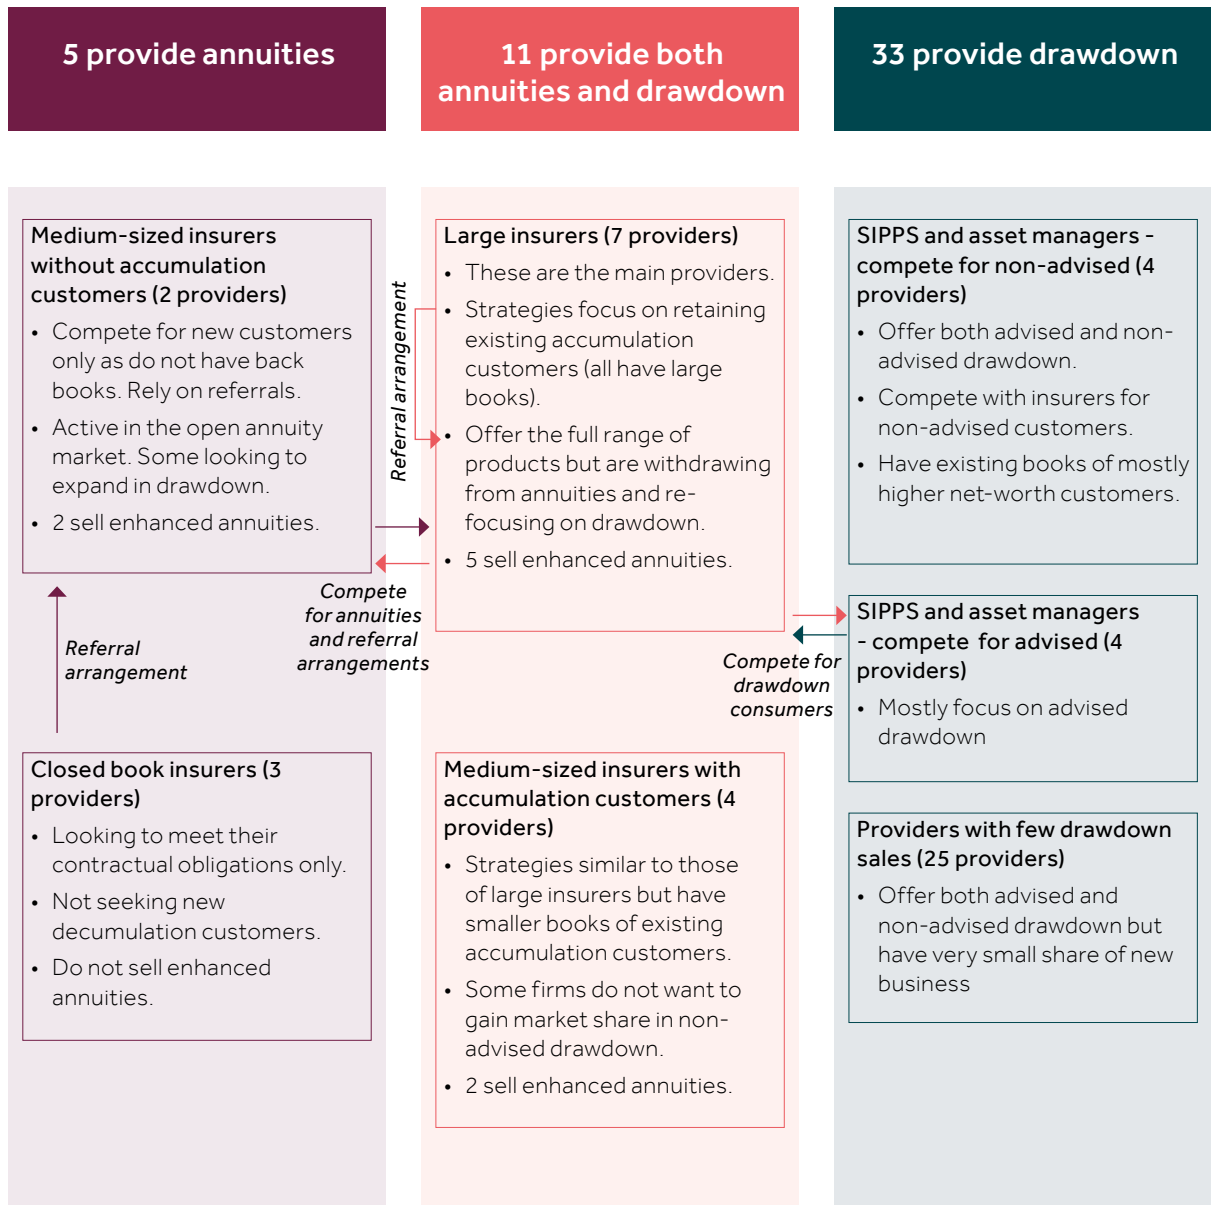 5 provide annuities
11 provide both
annuities and drawdown
33 provide drawdown
Medium-sized insurers
without accumulation
customers (2 providers)
• Compete for new customers
only as do not have back
books. Rely on referrals.
• Active in the open annuity
market. Some looking to
expand in drawdown.
• 2 sell enhanced annuities.
Referral
arrangement
Closed book insurers (3
providers)
• Looking to meet their
contractual obligations only.
• Not seeking new
decumulation customers.
• Do not sell enhanced
annuities.
Compete
for annuities
and referral
arrangements
Referral arrangement
Large insurers (7 providers)
• These are the main providers.
• Strategies focus on retaining
existing accumulation
customers (all have large
books).
• Offer the full range of
products but are withdrawing
from annuities and re-
focusing on drawdown.
• 5 sell enhanced annuities.
Medium-sized insurers with
accumulation customers (4
providers)
• Strategies similar to those
of large insurers but have
smaller books of existing
accumulation customers.
• Some firms do not want to
gain market share in non-
advised drawdown.
• 2 sell enhanced annuities.
Compete for
drawdown
consumers
SIPPS and asset managers -
compete for non-advised (4
providers)
• Offer both advised and non-
advised drawdown.
• Compete with insurers for
non-advised customers.
• Have existing books of mostly
higher net-worth customers.
SIPPS and asset managers
- compete for advised (4
providers)
• Mostly focus on advised
drawdown
Providers with few drawdown
sales (25 providers)
• Offer both advised and
non-advised drawdown but
have very small share of new
business